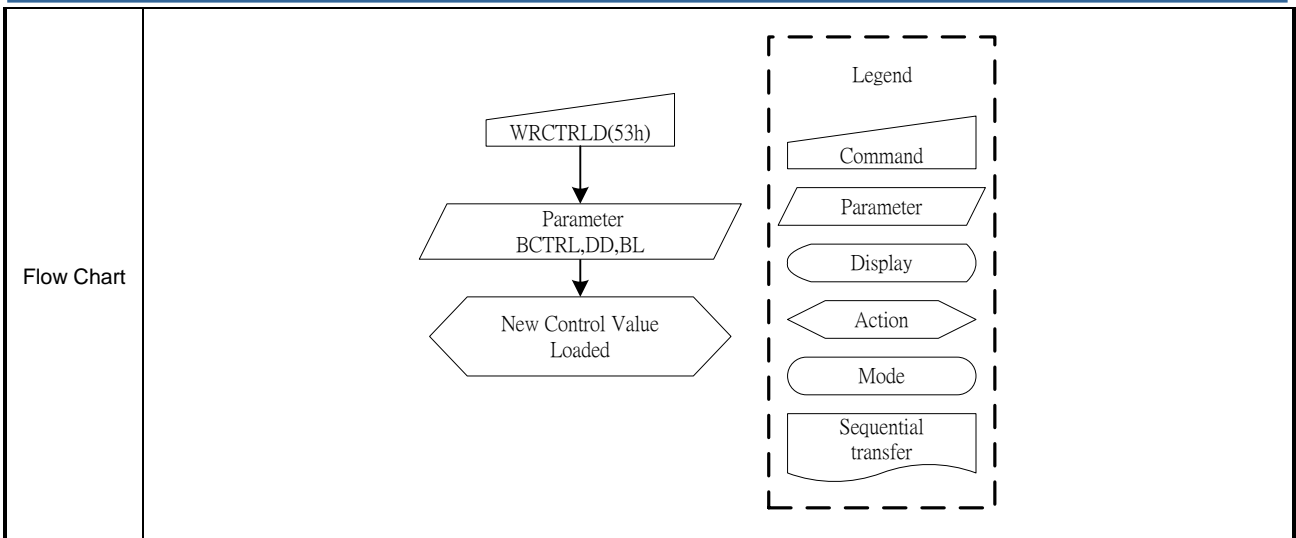 Flow Chart
WRCTRLD(53h)
Parameter
BCTRL,DD,BL
New Control Value
Loaded
Legend
Command
Parameter
Display
Action
Mode
Sequential
transfer